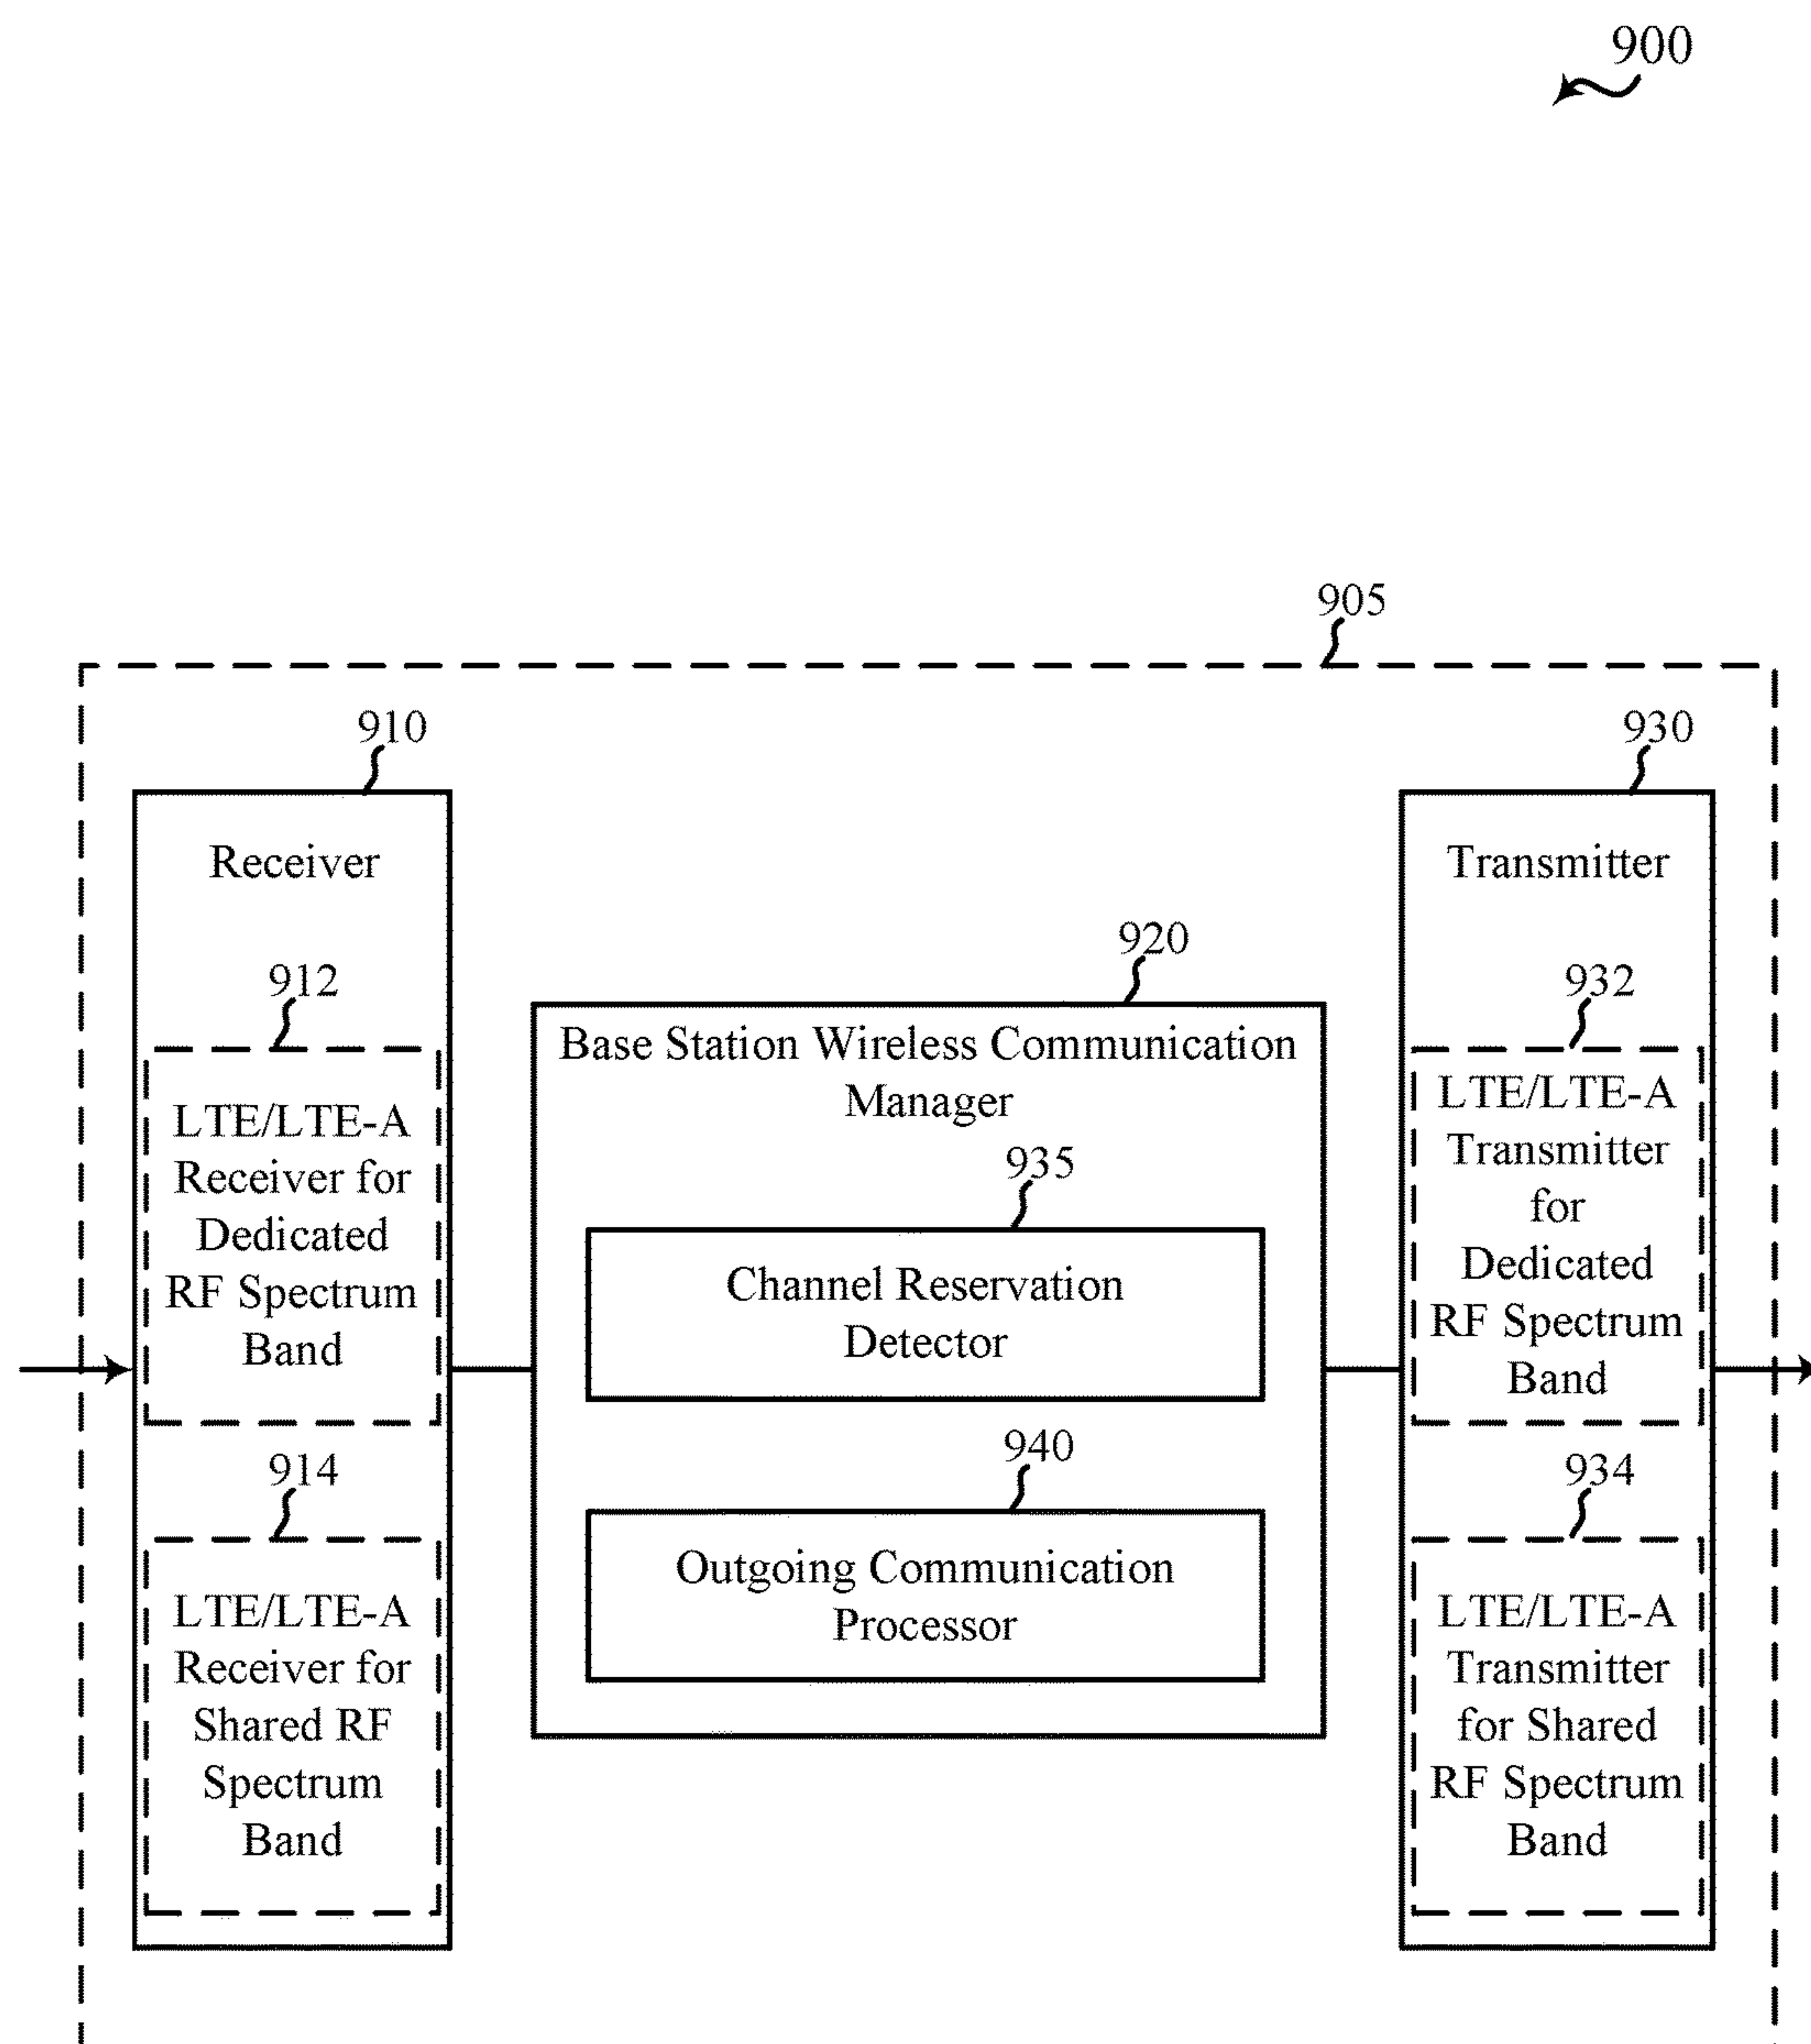 900
905
910
Receiver
912
LTE/LTE-A
Receiver for
Dedicated
RF Spectrum
Band
914
LTE/LTE-A
Receiver for
Shared RF
Spectrum
Band
920
Base Station Wireless Communication
Manager
935
Channel Reservation
Detector
940
Outgoing Communication
Processor
930
Transmitter
932
LTE/LTE-A
Transmitter
for
Dedicated
RF Spectrum
Band
934
LTE/LTE-A
Transmitter
for Shared
RF Spectrum
Band